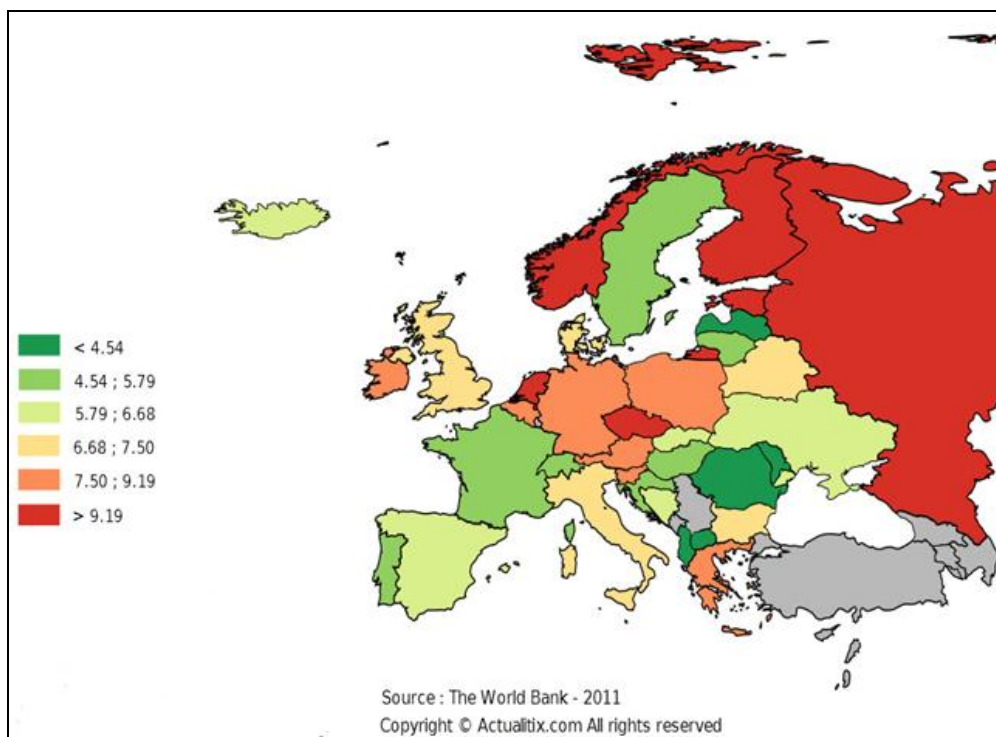 < 4.54
4.54 ; 5.79
5.79 ; 6.68
6.68 ; 7.50
7.50 ; 9.19
> 9.19
Source : The World Bank - 2011
Copyright © Actualitix.com All rights reserved